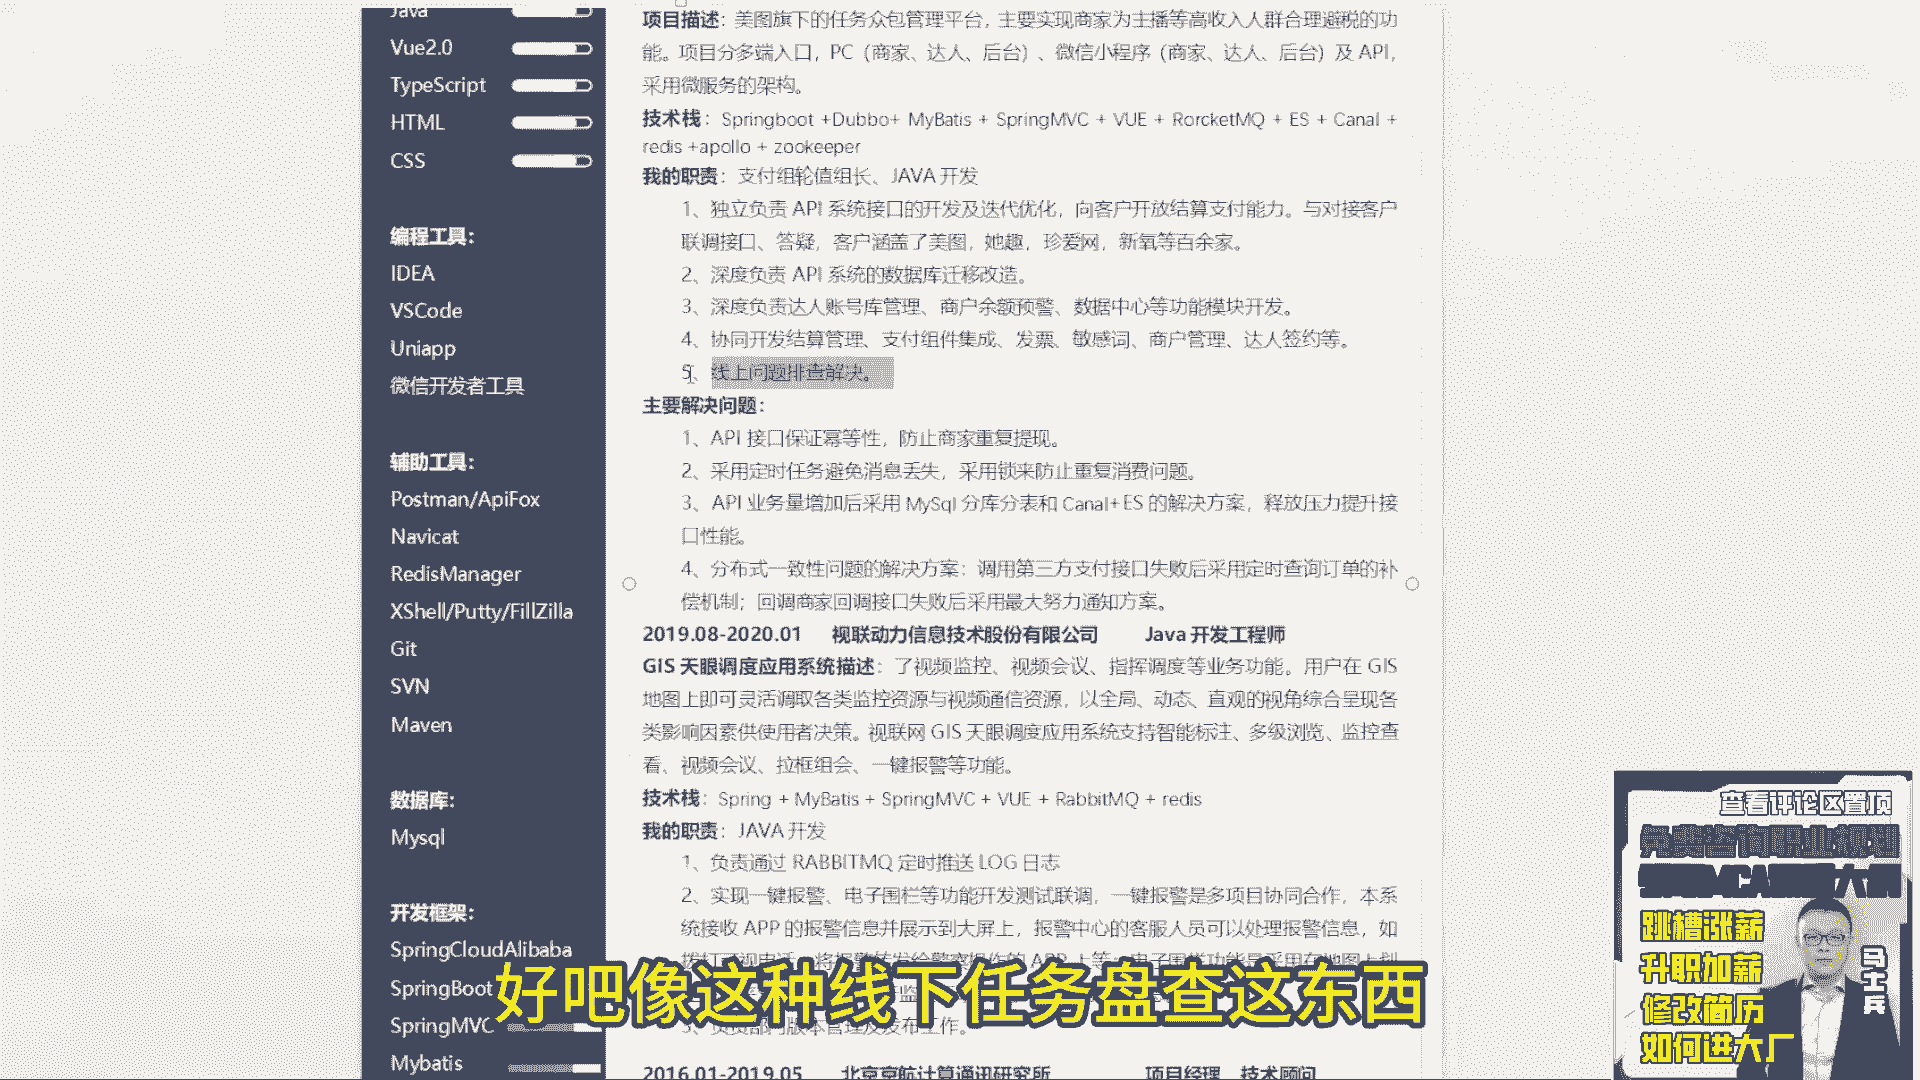 Java
Vue2.0
TypeScript
HTML
CSS
编程工具：
IDEA
VSCode
Uniapp
微信开发者工具
辅助工具：
Postman/ApiFox
Navicat
RedisManager
XShell/Putty/FillZilla
Git
SVN
Maven
数据库：
Mysql
开发框架：
SpringCloudAlibaba
SpringBoot
SpringMVC
Mybatis
项目描述：美图旗下的任务众包管理平台，主要实现商家为主播等高收入人群合理避税的功
能。项目分多端入口，PC（商家、达人、后台）、微信小程序（商家、达人、后台）及 API，
采用微服务的架构。
技术栈：Springboot +Dubbo+ MyBatis + SpringMVC + VUE + RorcketMQ + ES + Canal +
redis +apollo + zookeeper
我的职责：支付组轮值组长、JAVA 开发
1、独立负责 API 系统接口的开发及迭代优化，向客户开放结算支付能力。与对接客户
联调接口、答疑，客户涵盖了美图，她趣，珍爱网，新氧等百余家。
2、深度负责 API 系统的数据库迁移改造。
3、深度负责达人账号库管理、商户余额预警、数据中心等功能模块开发。
4、协同开发结算管理、支付组件集成、发票、敏感词、商户管理、达人签约等。
5、线上问题排查解决。
主要解决问题：
1、API 接口保证幂等性，防止商家重复提现。
2、采用定时任务避免消息丢失，采用锁来防止重复消费问题。
3、API 业务量增加后采用 MySql 分库分表和 Canal+ES 的解决方案，释放压力提升接
口性能。
4、分布式一致性问题的解决方案：调用第三方支付接口失败后采用定时查询订单的补
偿机制；回调商家回调接口失败后采用最大努力通知方案。
2019.08-2020.01 视联动力信息技术股份有限公司 Java 开发工程师
GIS 天眼调度应用系统描述：了视频监控、视频会议、指挥调度等业务功能。用户在 GIS
地图上即可灵活调取各类监控资源与视频通信资源，以全局、动态、直观的视角综合呈现各
类影响因素供使用者决策。视联网 GIS 天眼调度应用系统支持智能标注、多级浏览、监控查
看、视频会议、拉框组会、一键报警等功能。
技术栈：Spring + MyBatis + SpringMVC + VUE + RabbitMQ + redis
我的职责：JAVA 开发
1、负责通过 RABBITMQ 定时推送 LOG 日志
2、实现一键报警、电子围栏等功能开发测试联调，一键报警是多项目协同合作，本系
统接收 APP 的报警信息并展示到大屏上，报警中心的客服人员可以处理报警信息，如
3、负责部门版本管理及发布工作。
2016.01-2019.05 北京京航计算通讯研究所 项目经理、技术顾问
好吧像这种线下任务盘查这东西
查看评论区置顶
免费咨询职业规划
跳槽涨薪
升职加薪
修改简历
如何进大厂
马士兵